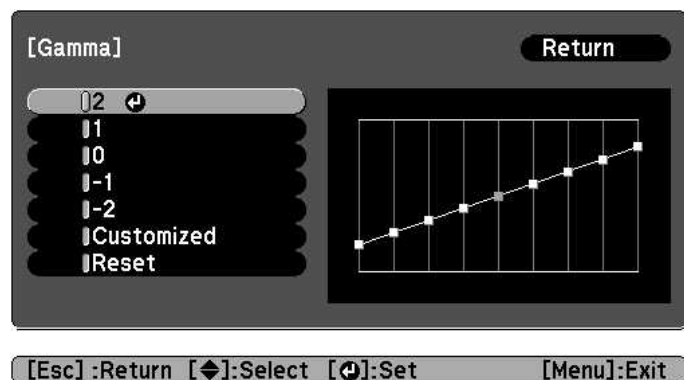 [Gamma]
Return
2
1
0
-1
-2
Customized
Reset
[Esc] :Return [◆]:Select [↵]:Set [Menu]:Exit